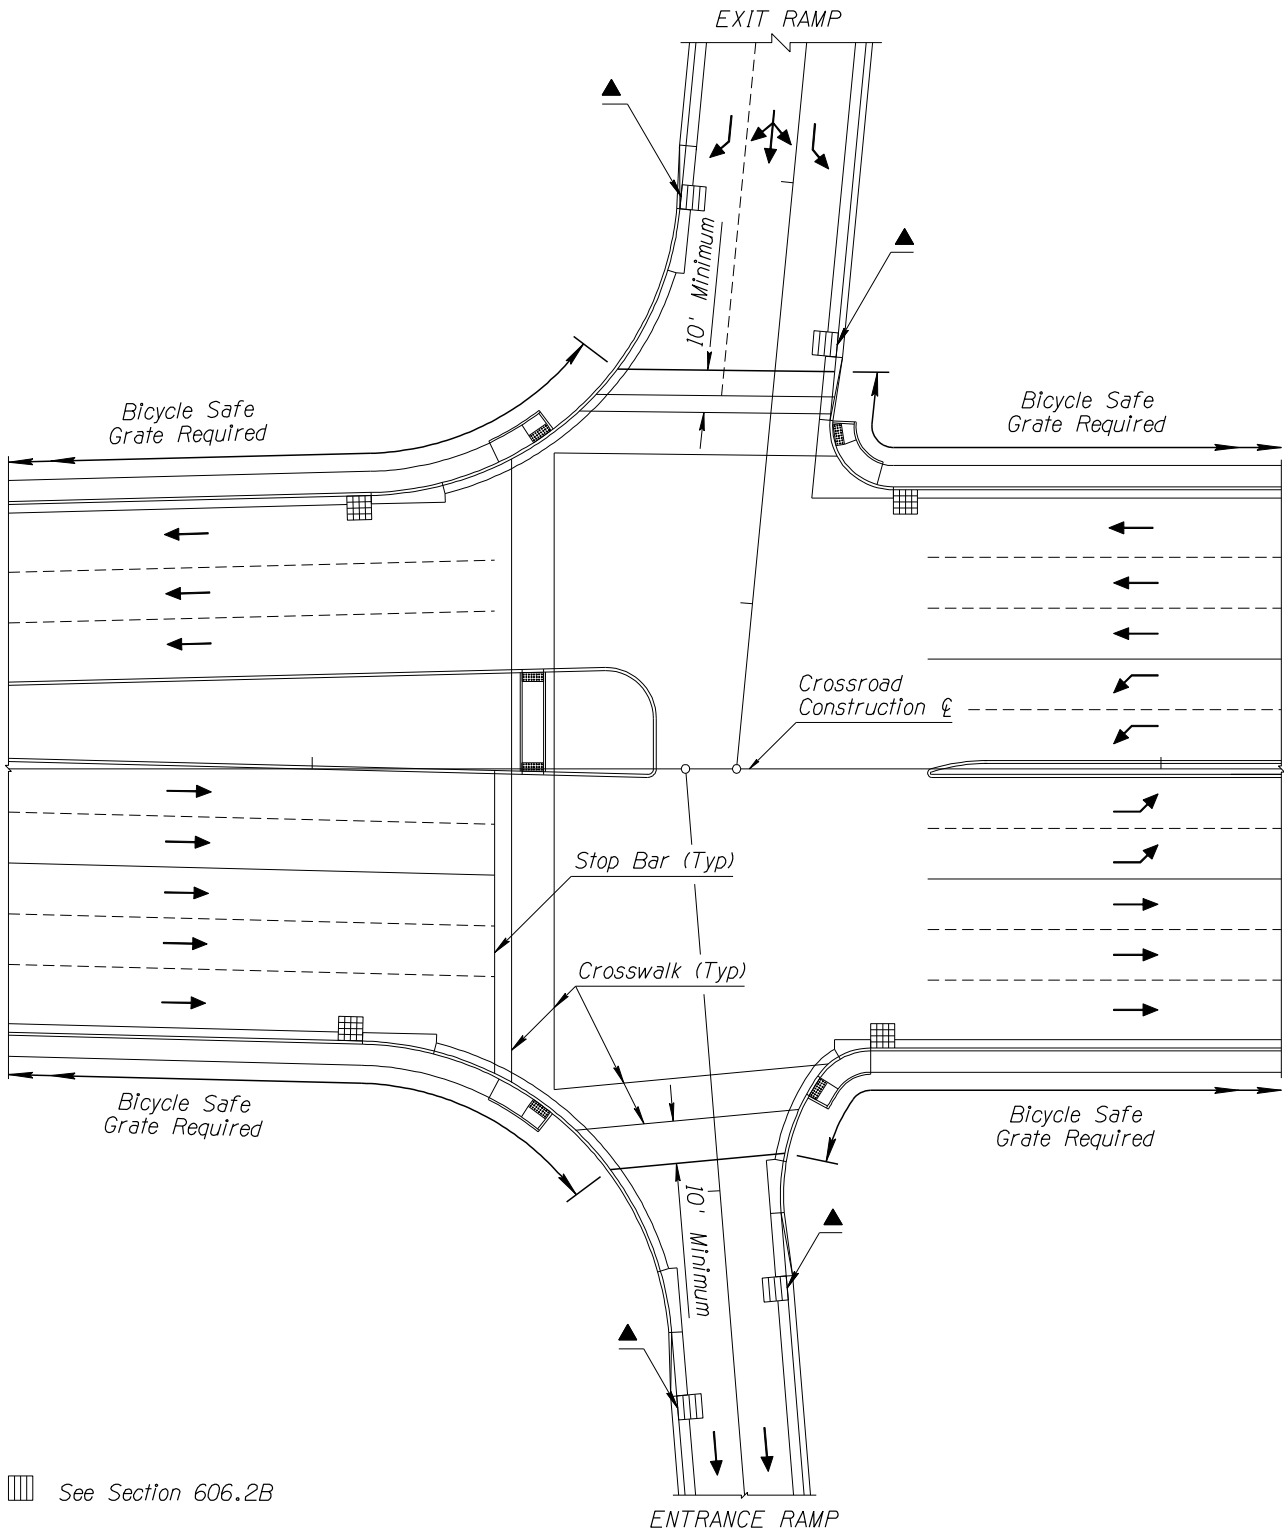 EXIT RAMP
10' Minimum
Bicycle Safe
Grate Required
Bicycle Safe
Grate Required
Crossroad
Construction ℄
Stop Bar (Typ)
Crosswalk (Typ)
Bicycle Safe
Grate Required
Bicycle Safe
Grate Required
10' Minimum
See Section 606.2B
ENTRANCE RAMP